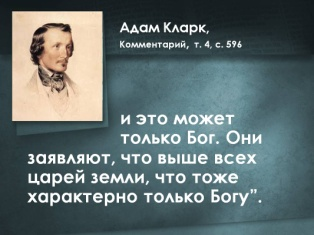 Адам Кларк,
Комментарий, т. 4, с. 596
и это может
только Бог. Они
заявляют, что выше всех
царей земли, что тоже
характерно только Богу”.